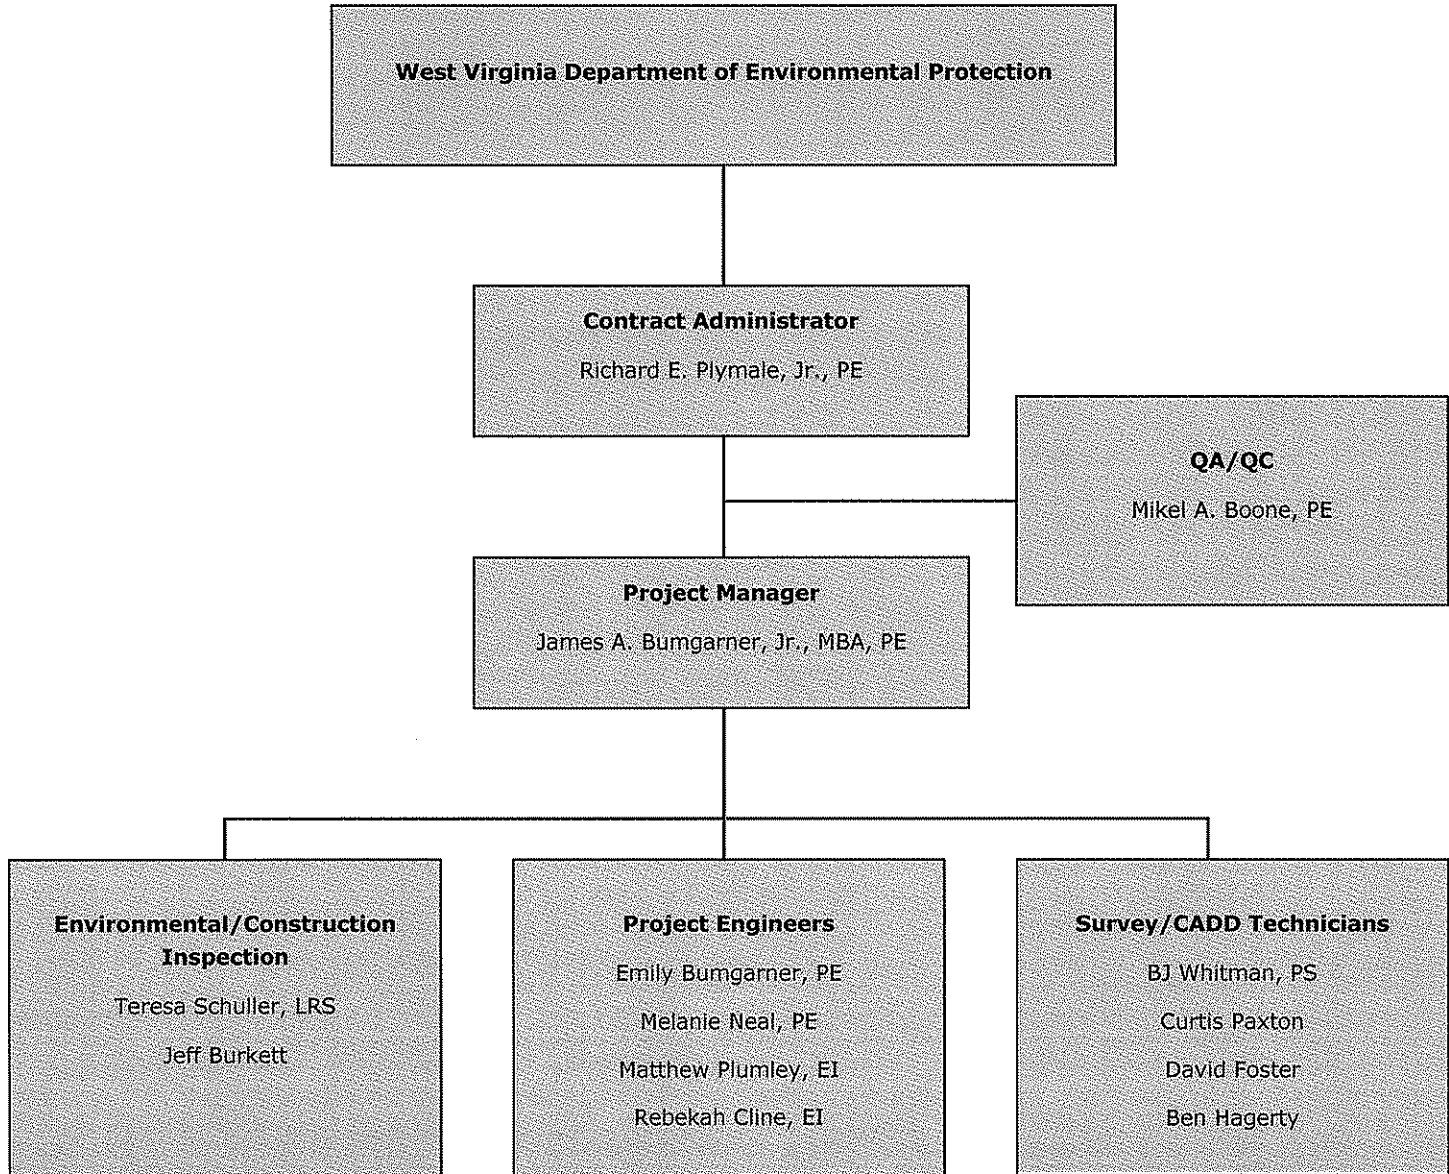 West Virginia Department of Environmental Protection
Contract Administrator
Richard E. Plymale, Jr., PE
QA/QC
Mikel A. Boone, PE
Project Manager
James A. Bumgarner, Jr., MBA, PE
Environmental/Construction
Inspection
Teresa Schuller, LRS
Jeff Burkett
Project Engineers
Emily Bumgarner, PE
Melanie Neal, PE
Matthew Plumley, EI
Rebekah Cline, EI
Survey/CADD Technicians
BJ Whitman, PS
Curtis Paxton
David Foster
Ben Hagerty